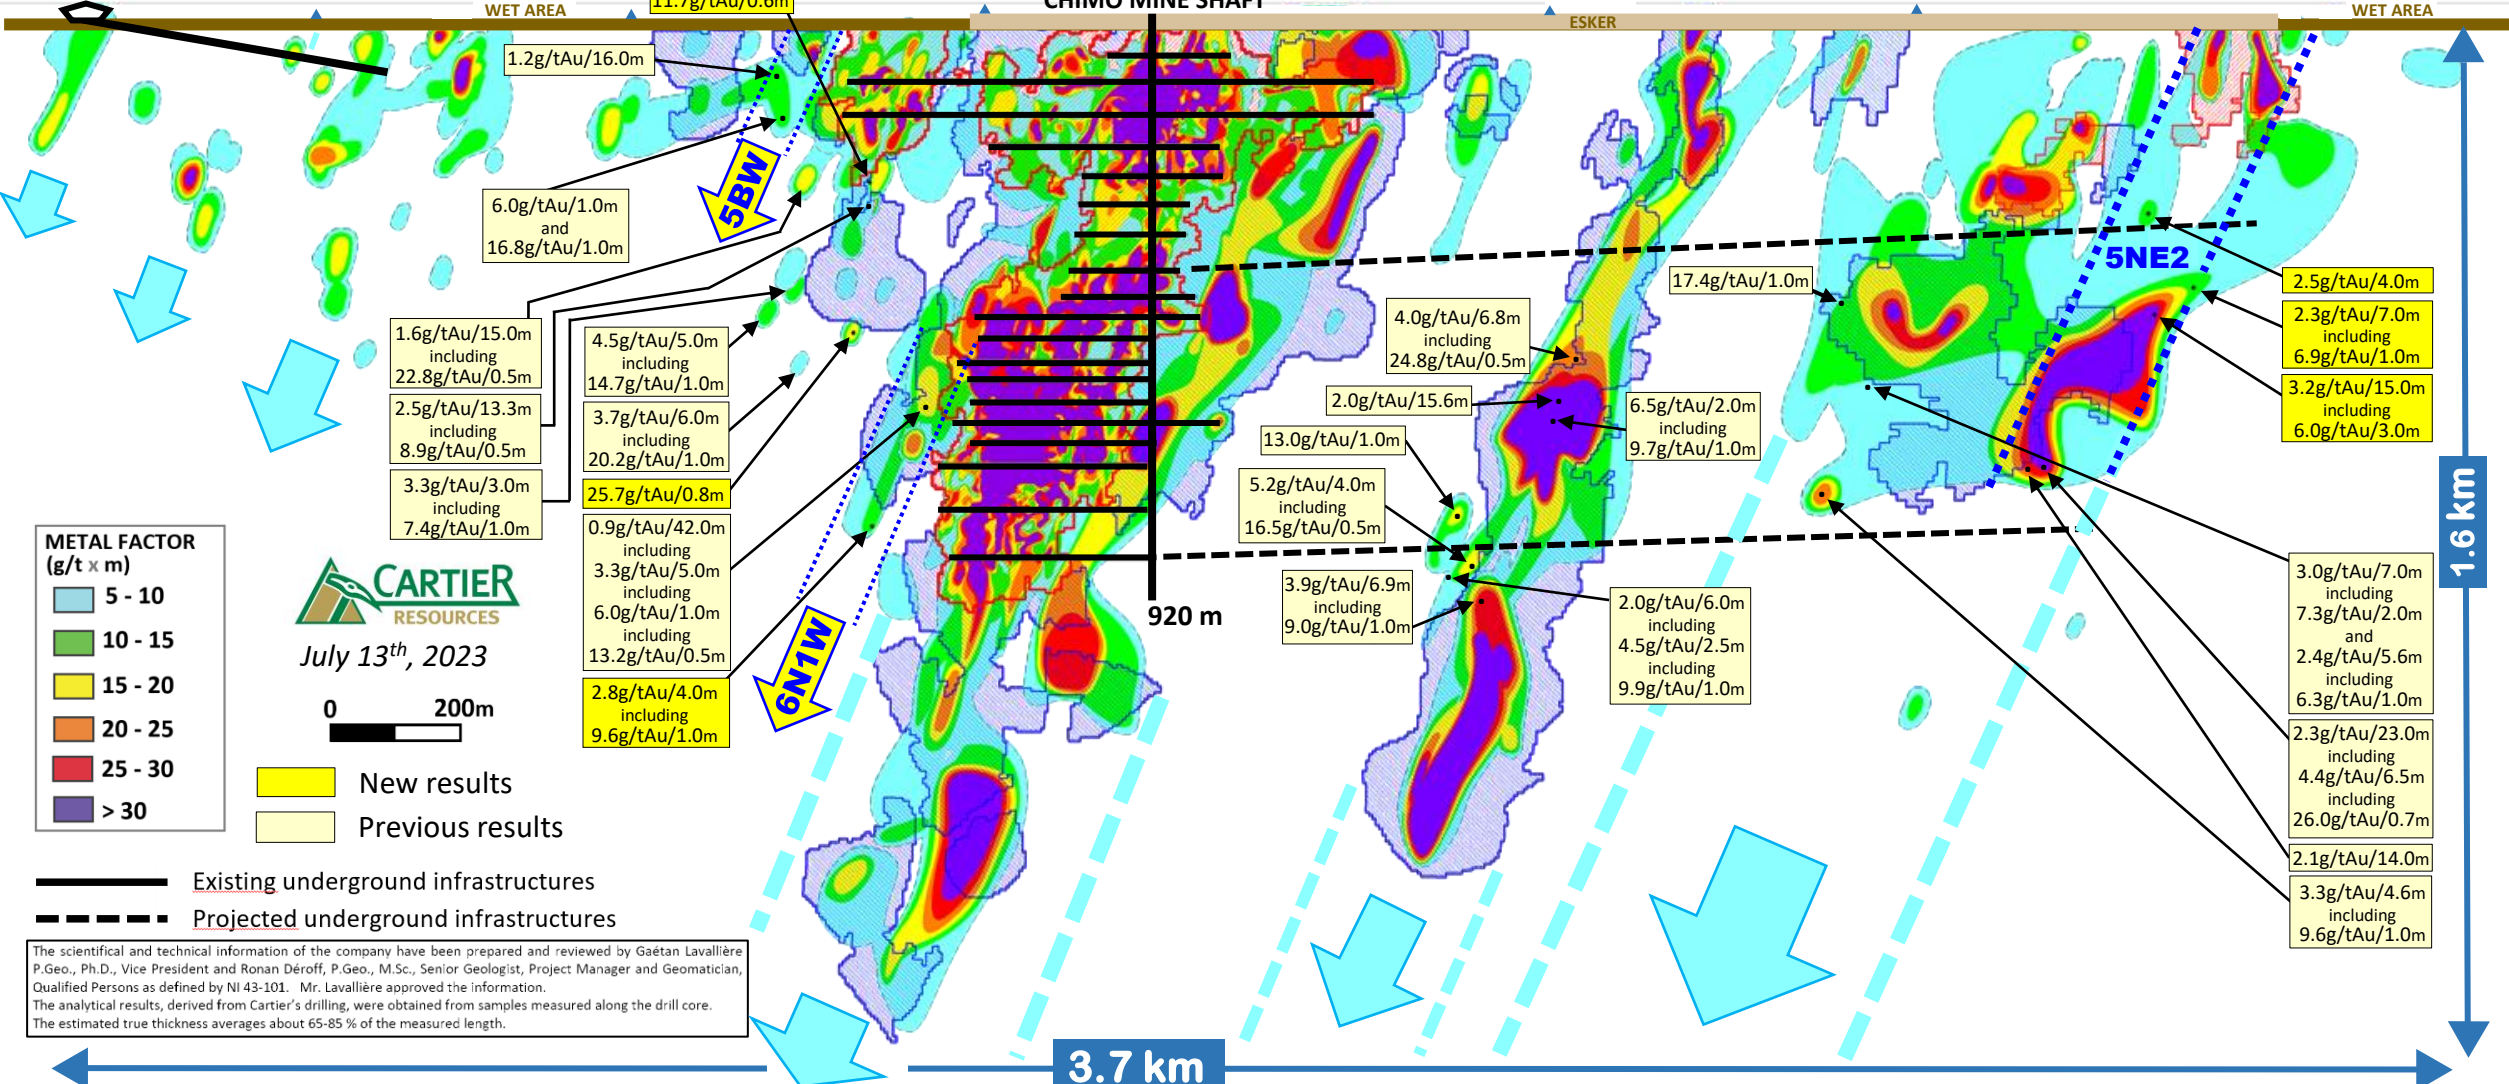 WET AREA
11.7g/tAu/0.6m
CHIMO MINE SHAFT
ESKER
WET AREA
1.2g/tAu/16.0m
5BW
6.0g/tAu/1.0m
and
16.8g/tAu/1.0m
1.6g/tAu/15.0m
including
22.8g/tAu/0.5m
2.5g/tAu/13.3m
including
8.9g/tAu/0.5m
3.3g/tAu/3.0m
including
7.4g/tAu/1.0m
4.5g/tAu/5.0m
including
14.7g/tAu/1.0m
3.7g/tAu/6.0m
including
20.2g/tAu/1.0m
25.7g/tAu/0.8m
0.9g/tAu/42.0m
including
3.3g/tAu/5.0m
including
6.0g/tAu/1.0m
including
13.2g/tAu/0.5m
2.8g/tAu/4.0m
including
9.6g/tAu/1.0m
6N1W
920 m
4.0g/tAu/6.8m
including
24.8g/tAu/0.5m
2.0g/tAu/15.6m
6.5g/tAu/2.0m
including
9.7g/tAu/1.0m
13.0g/tAu/1.0m
5.2g/tAu/4.0m
including
16.5g/tAu/0.5m
3.9g/tAu/6.9m
including
9.0g/tAu/1.0m
2.0g/tAu/6.0m
including
4.5g/tAu/2.5m
including
9.9g/tAu/1.0m
17.4g/tAu/1.0m
5NE2
2.5g/tAu/4.0m
2.3g/tAu/7.0m
including
6.9g/tAu/1.0m
3.2g/tAu/15.0m
including
6.0g/tAu/3.0m
3.0g/tAu/7.0m
including
7.3g/tAu/2.0m
and
2.4g/tAu/5.6m
including
6.3g/tAu/1.0m
2.3g/tAu/23.0m
including
4.4g/tAu/6.5m
including
26.0g/tAu/0.7m
2.1g/tAu/14.0m
3.3g/tAu/4.6m
including
9.6g/tAu/1.0m
1.6 km
METAL FACTOR
(g/t x m)
5 - 10
10 - 15
15 - 20
20 - 25
25 - 30
> 30
CARTIER
RESOURCES
July 13th, 2023
0 200m
New results
Previous results
Existing underground infrastructures
Projected underground infrastructures
The scientifical and technical information of the company have been prepared and reviewed by Gaétan Lavallière
P.Geo., Ph.D., Vice President and Ronan Déroff, P.Geo., M.Sc., Senior Geologist, Project Manager and Geomatician,
Qualified Persons as defined by NI 43-101. Mr. Lavallière approved the information.
The analytical results, derived from Cartier's drilling, were obtained from samples measured along the drill core.
The estimated true thickness averages about 65-85 % of the measured length.
3.7 km